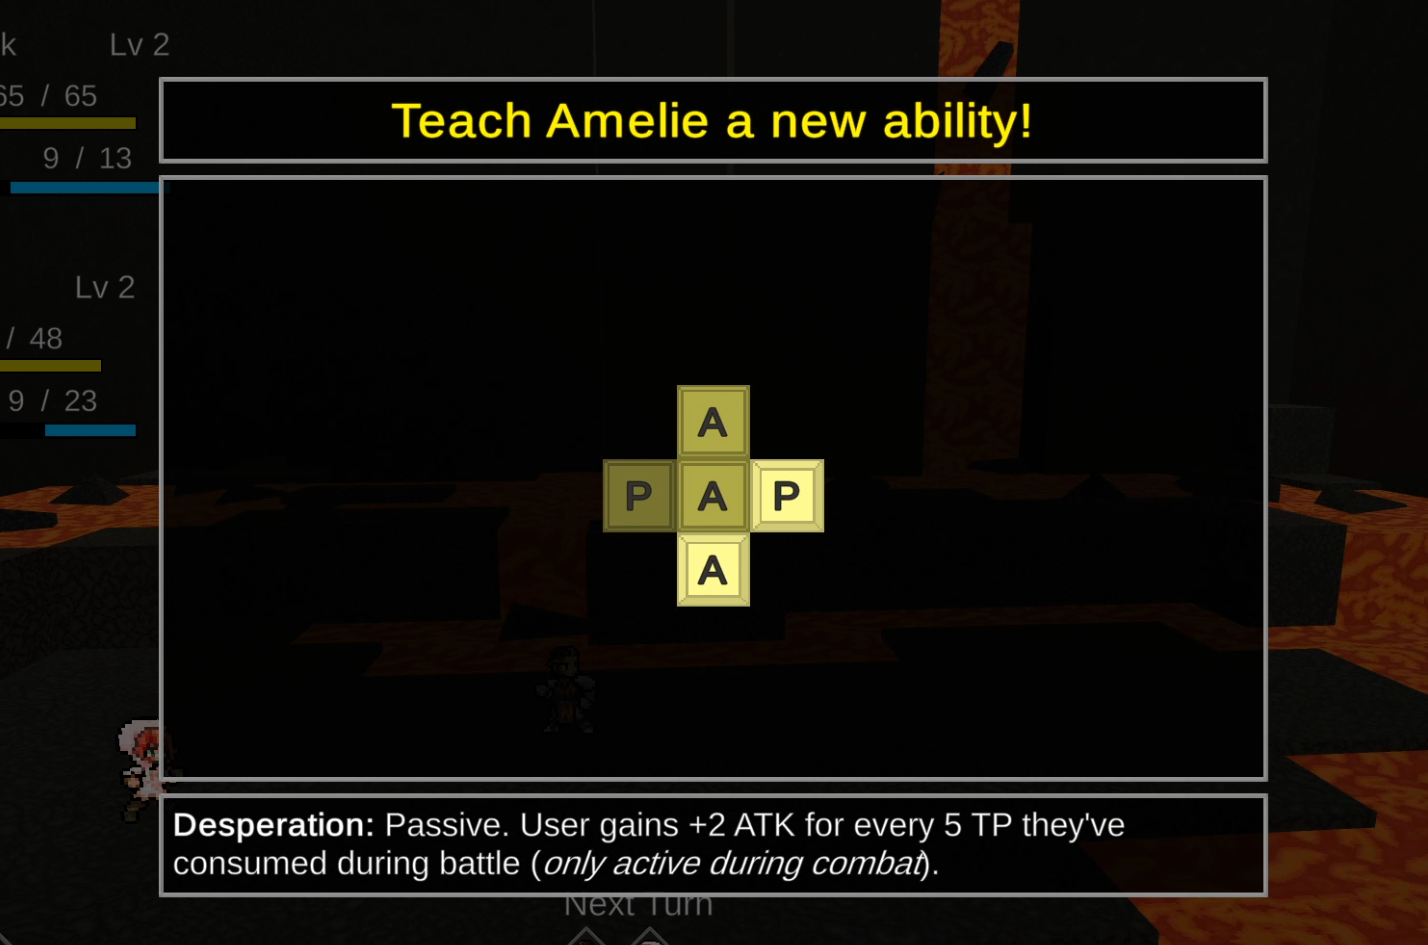 k Lv 2
65 / 65
9 / 13
Teach Amelie a new ability!
Lv 2
/ 48
9 / 23
A
P A P
A
Desperation: Passive. User gains +2 ATK for every 5 TP they've
consumed during battle (only active during combat).
Next Turn